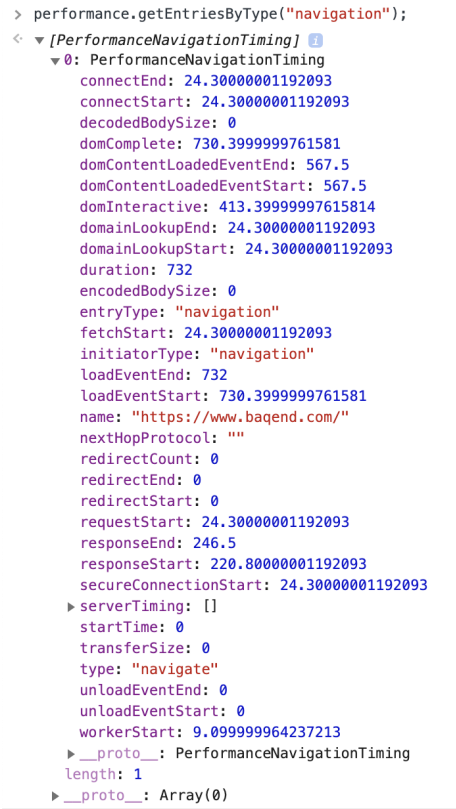 > performance.getEntriesByType("navigation");
[PerformanceNavigationTiming] i
0: PerformanceNavigationTiming
connectEnd: 24.30000001192093
connectStart: 24.30000001192093
decodedBodySize: 0
domComplete: 730.3999999761581
domContentLoadedEventEnd: 567.5
domContentLoadedEventStart: 567.5
domInteractive: 413.39999997615814
domainLookupEnd: 24.30000001192093
domainLookupStart: 24.30000001192093
duration: 732
encodedBodySize: 0
entryType: "navigation"
fetchStart: 24.30000001192093
initiatorType: "navigation"
loadEventEnd: 732
loadEventStart: 730.3999999761581
name: "https://www.baqend.com/"
nextHopProtocol: ""
redirectCount: 0
redirectEnd: 0
redirectStart: 0
requestStart: 24.30000001192093
responseEnd: 246.5
responseStart: 220.80000001192093
secureConnectionStart: 24.30000001192093
serverTiming: []
startTime: 0
transferSize: 0
type: "navigate"
unloadEventEnd: 0
unloadEventStart: 0
workerStart: 9.099999964237213
__proto__: PerformanceNavigationTiming
length: 1
__proto__: Array(0)